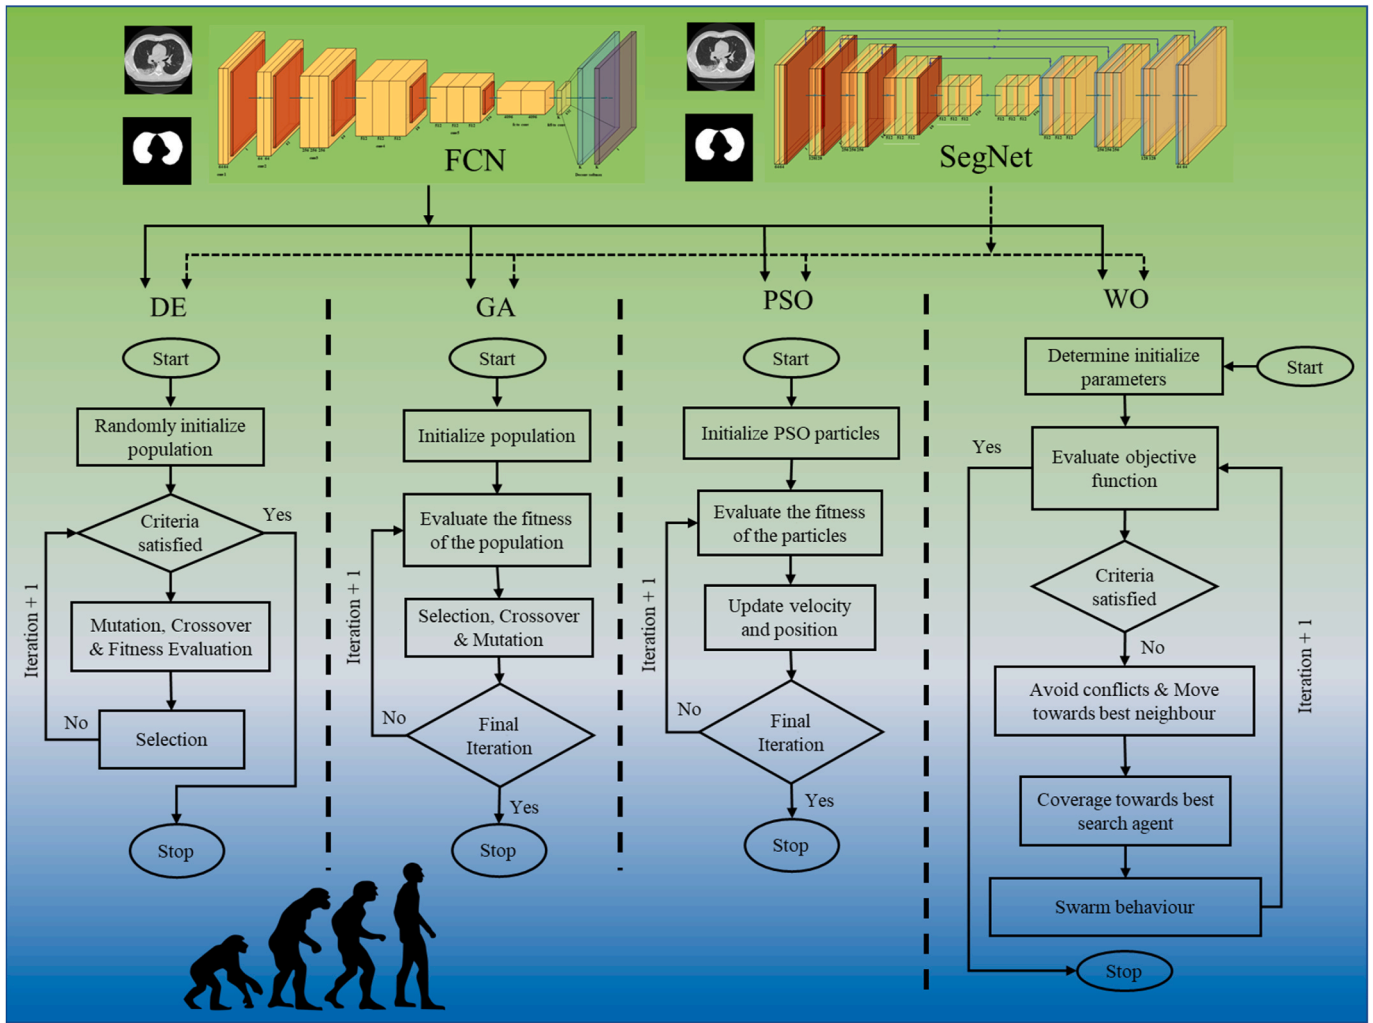 FCN
SegNet
DE
GA
PSO
WO
Start
Randomly initialize
population
Criteria
satisfied
Yes
Mutation, Crossover
& Fitness Evaluation
No
Selection
Iteration + 1
Stop
Start
Initialize population
Evaluate the fitness
of the population
Selection, Crossover
& Mutation
Iteration + 1
No
Final
Iteration
Yes
Stop
Start
Initialize PSO particles
Evaluate the fitness
of the particles
Update velocity
and position
Iteration + 1
No
Final
Iteration
Yes
Stop
Start
Determine initialize
parameters
Yes
Evaluate objective
function
Criteria
satisfied
No
Avoid conflicts & Move
towards best neighbour
Iteration + 1
Coverage towards best
search agent
Swarm behaviour
Stop